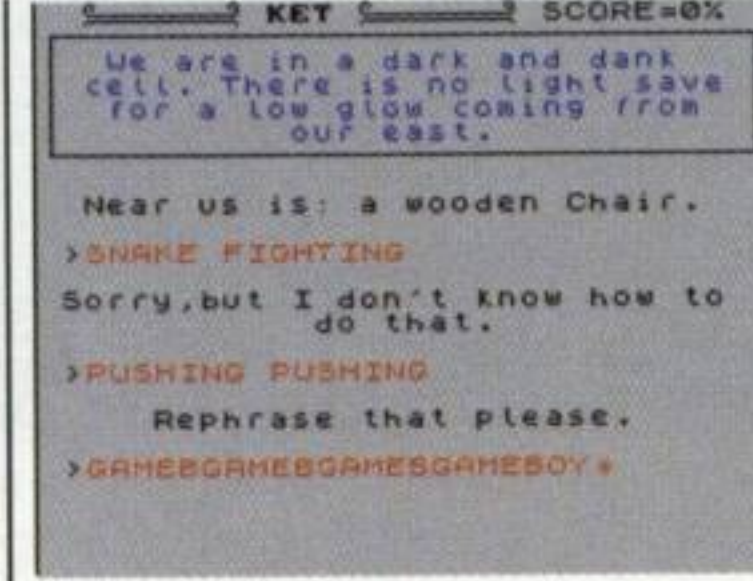 KET SCORE=0%
We are in a dark and dank
cell. There is no light save
for a low glow coming from
our east.
Near us is: a wooden Chair.
>SNAKE FIGHTING
Sorry,but I don't know how to
do that.
>PUSHING PUSHING
Rephrase that please.
>GAMEBGAMEBGAMESGAMEBOY*